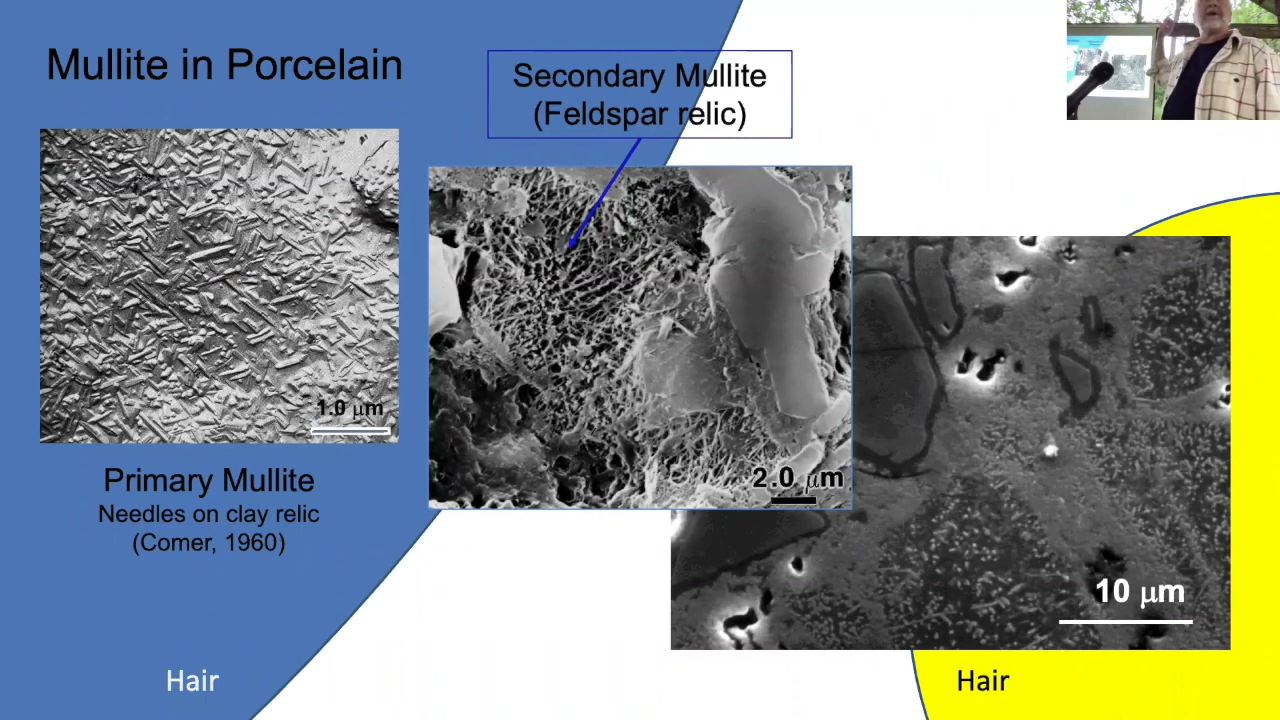 Mullite in Porcelain
Secondary Mullite
(Feldspar relic)
1.0 μm
2.0 μm
Primary Mullite
Needles on clay relic
(Comer, 1960)
10 μm
Hair
Hair